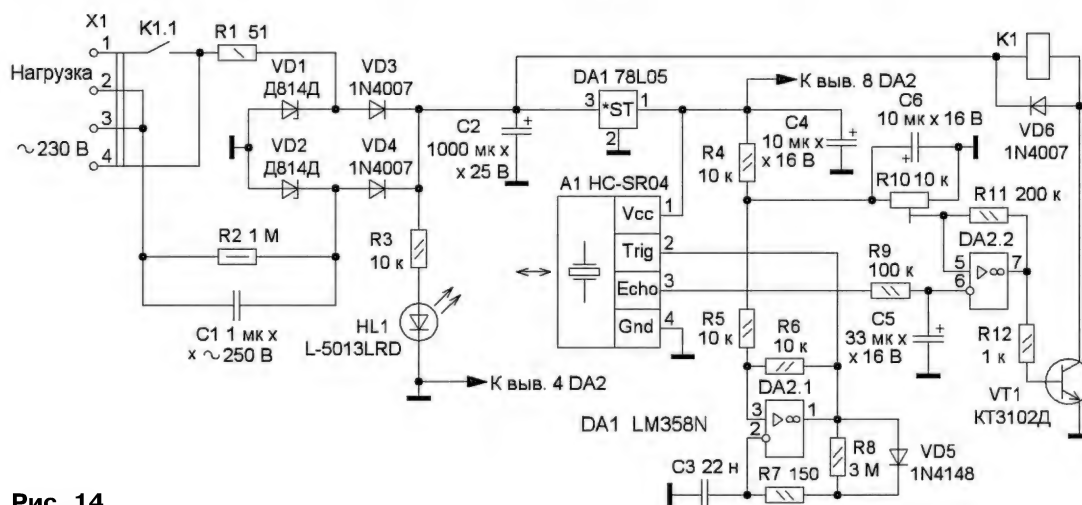 X1
1
2
3
4
Нагрузка
~230 В
K1.1
R1 51
VD1
Д814Д
VD3
1N4007
VD2
Д814Д
VD4
1N4007
R2 1 М
C1 1 мк x
x ~250 В
R3
10 к
HL1
L-5013LRD
К выв. 4 DA2
C2
1000 мк x
x 25 В
DA1 78L05
3
*ST
1
2
К выв. 8 DA2
A1 HC-SR04
Vcc
1
Trig
2
Echo
3
Gnd
4
R4
10 к
C4
10 мк x
x 16 В
C6
10 мк x 16 В
R10 10 к
R11 200 к
K1
VD6
1N4007
R9
100 к
DA2.2
5
6
▷∞
7
C5
33 мк x
x 16 В
R12
1 к
VT1
КТ3102Д
R5
10 к
R6
10 к
DA2.1
3
2
▷∞
1
DA1 LM358N
C3 22 н
R7 150
R8
3 М
VD5
1N4148
Рис. 14